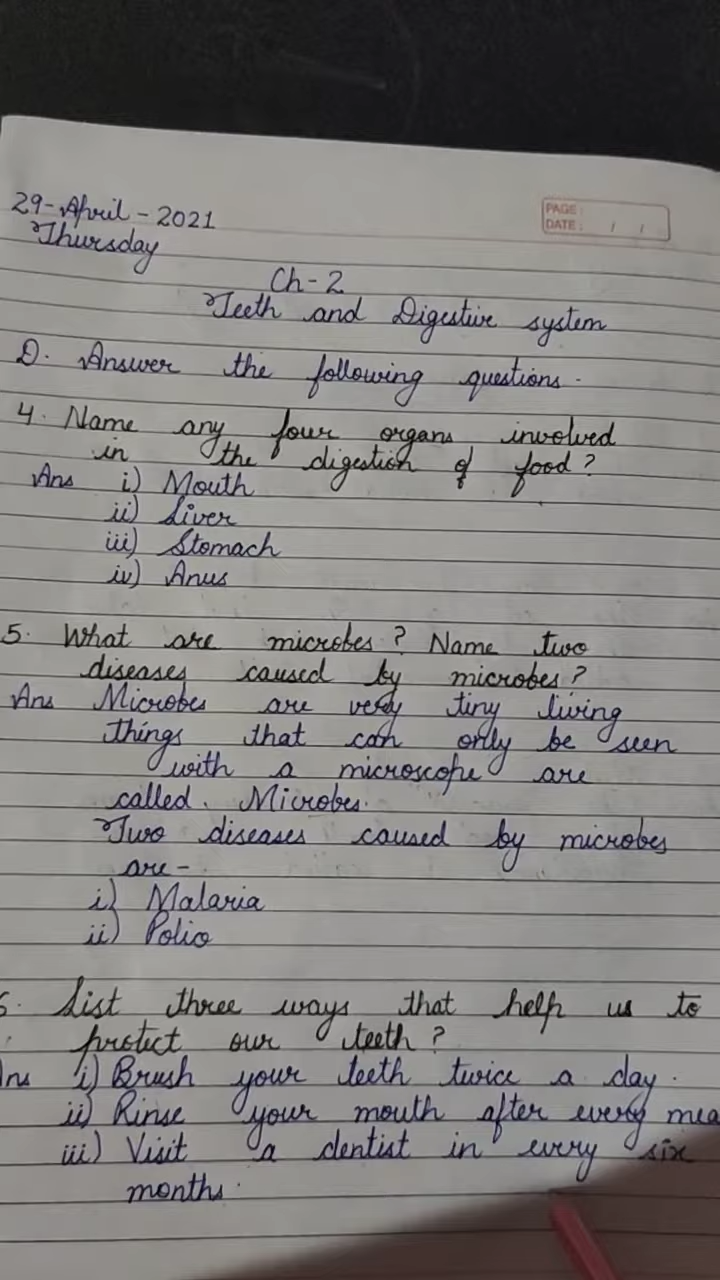 29-April-2021
Thursday
PAGE:
DATE: / /
Ch-2
Teeth and Digestive system
D. Answer the following questions.
4. Name any four organs involved
in the digestion of food?
Ans i) Mouth
ii) Liver
iii) Stomach
iv) Anus
5. What are microbes? Name two
diseases caused by microbes?
Ans Microbes are very tiny living
things that can only be seen
with a microscope are
called. Microbes.
Two diseases caused by microbes
are-
i) Malaria
ii) Polio
6. List three ways that help us to
protect our teeth?
Ans i) Brush your teeth twice a day.
ii) Rinse your mouth after every mea
iii) Visit a dentist in every six
months.